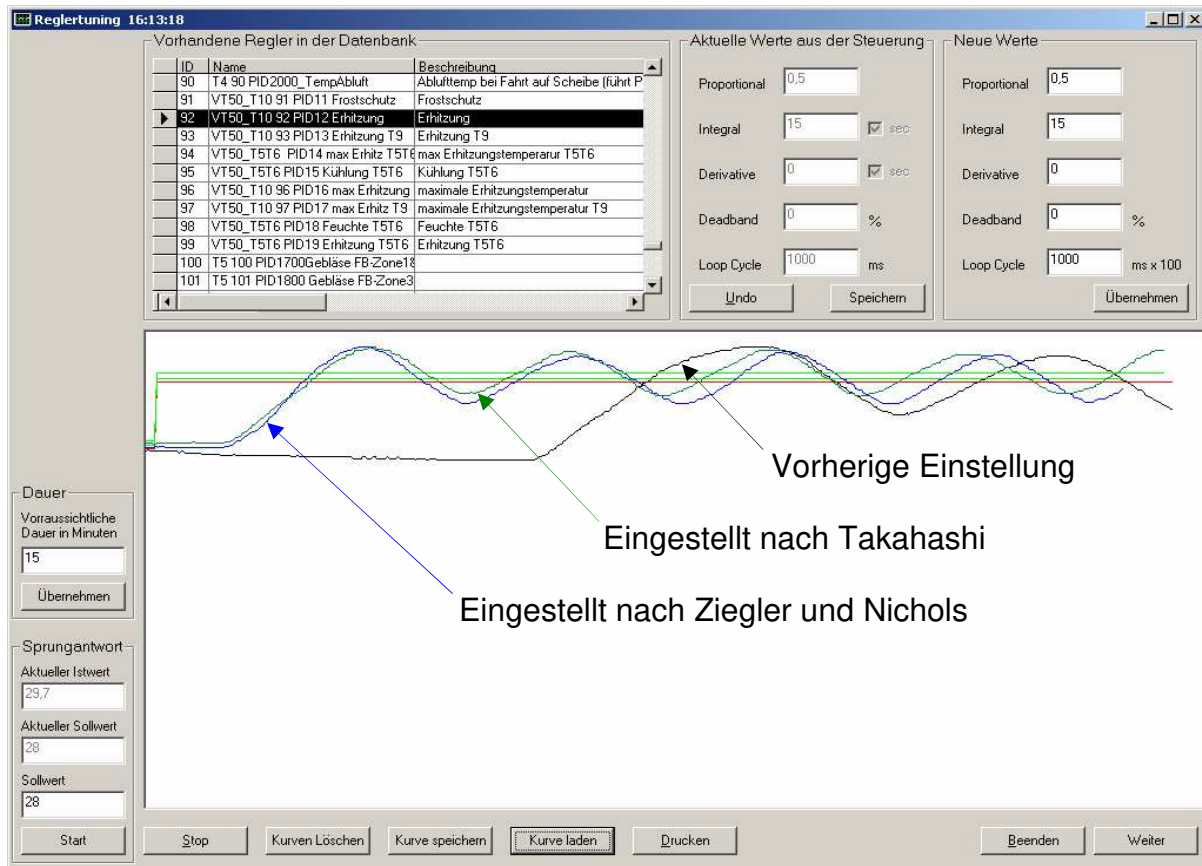 Reglertuning 16:13:18
Vorhandene Regler in der Datenbank
ID Name Beschreibung
90 T4 90 PID2000_TempAbluft Ablufttemp bei Fahrt auf Scheibe (führt P
91 VT50_T10 91 PID11 Frostschutz Frostschutz
92 VT50_T10 92 PID12 Erhitzung Erhitzung
93 VT50_T10 93 PID13 Erhitzung T9 Erhitzung T9
94 VT50_T5T6 PID14 max Erhitz T5T6 max Erhitzungstemperarur T5T6
95 VT50_T5T6 PID15 Kühlung T5T6 Kühlung T5T6
96 VT50_T10 96 PID16 max Erhitzung maximale Erhitzungstemperatur
97 VT50_T10 97 PID17 max Erhitz T9 maximale Erhitzungstemperatur T9
98 VT50_T5T6 PID18 Feuchte T5T6 Feuchte T5T6
99 VT50_T5T6 PID19 Erhitzung T5T6 Erhitzung T5T6
100 T5 100 PID1700Gebläse FB-Zone18
101 T5 101 PID1800 Gebläse FB-Zone3
Aktuelle Werte aus der Steuerung
Proportional 0,5
Integral 15 sec
Derivative 0 sec
Deadband 0 %
Loop Cycle 1000 ms
Undo Speichern
Neue Werte
Proportional 0,5
Integral 15
Derivative 0
Deadband 0 %
Loop Cycle 1000 ms x 100
Übernehmen
Vorherige Einstellung
Eingestellt nach Takahashi
Eingestellt nach Ziegler und Nichols
Dauer
Vorraussichtliche
Dauer in Minuten
15
Übernehmen
Sprungantwort
Aktueller Istwert
29,7
Aktueller Sollwert
28
Sollwert
28
Start Stop Kurven Löschen Kurve speichern Kurve laden Drucken Beenden Weiter